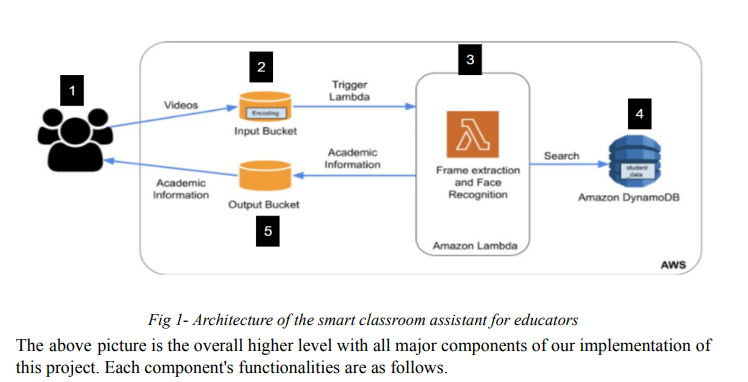 1
2
3
4
5
Videos
Encoding
Input Bucket
Trigger
Lambda
Academic
Information
Academic
Information
Output Bucket
Frame extraction
and Face
Recognition
Amazon Lambda
Search
student
data
Amazon DynamoDB
AWS
Fig 1- Architecture of the smart classroom assistant for educators
The above picture is the overall higher level with all major components of our implementation of
this project. Each component's functionalities are as follows.